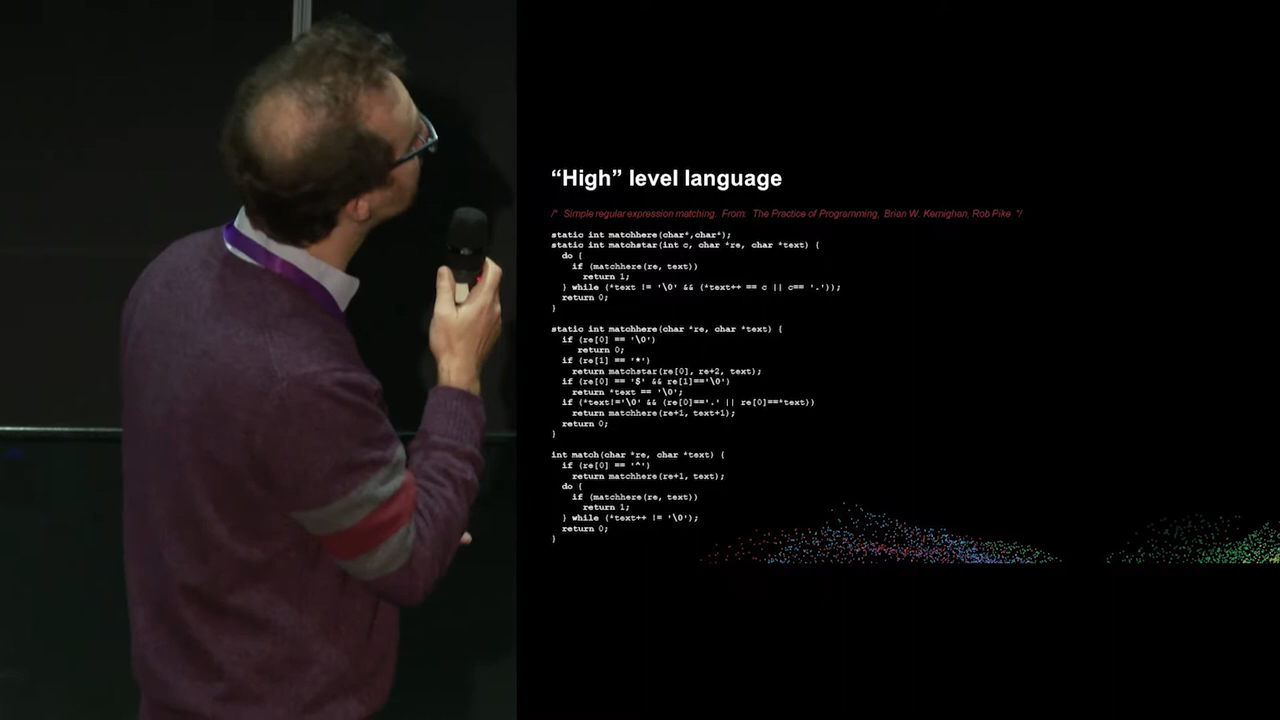 “High” level language
/* Simple regular expression matching. From: The Practice of Programming, Brian W. Kernighan, Rob Pike */
static int matchhere(char*,char*);
static int matchstar(int c, char *re, char *text) {
do {
if (matchhere(re, text))
return 1;
} while (*text != '\0' && (*text++ == c || c== '.'));
return 0;
}
static int matchhere(char *re, char *text) {
if (re[0] == '\0')
return 0;
if (re[1] == '*')
return matchstar(re[0], re+2, text);
if (re[0] == '$' && re[1]=='\0')
return *text == '\0';
if (*text!='\0' && (re[0]=='.' || re[0]==*text))
return matchhere(re+1, text+1);
return 0;
}
int match(char *re, char *text) {
if (re[0] == '^')
return matchhere(re+1, text);
do {
if (matchhere(re, text))
return 1;
} while (*text++ != '\0');
return 0;
}